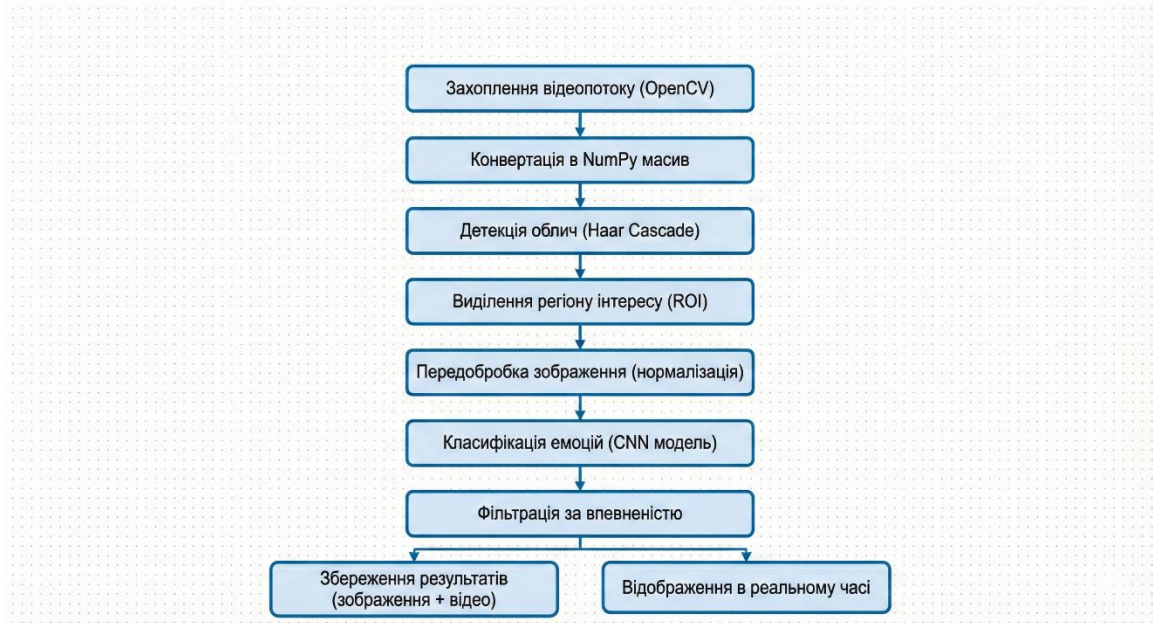 Захоплення відеопотоку (OpenCV)
Конвертація в NumPy масив
Детекція облич (Haar Cascade)
Виділення регіону інтересу (ROI)
Передобробка зображення (нормалізація)
Класифікація емоцій (CNN модель)
Фільтрація за впевненістю
Збереження результатів
(зображення + відео)
Відображення в реальному часі